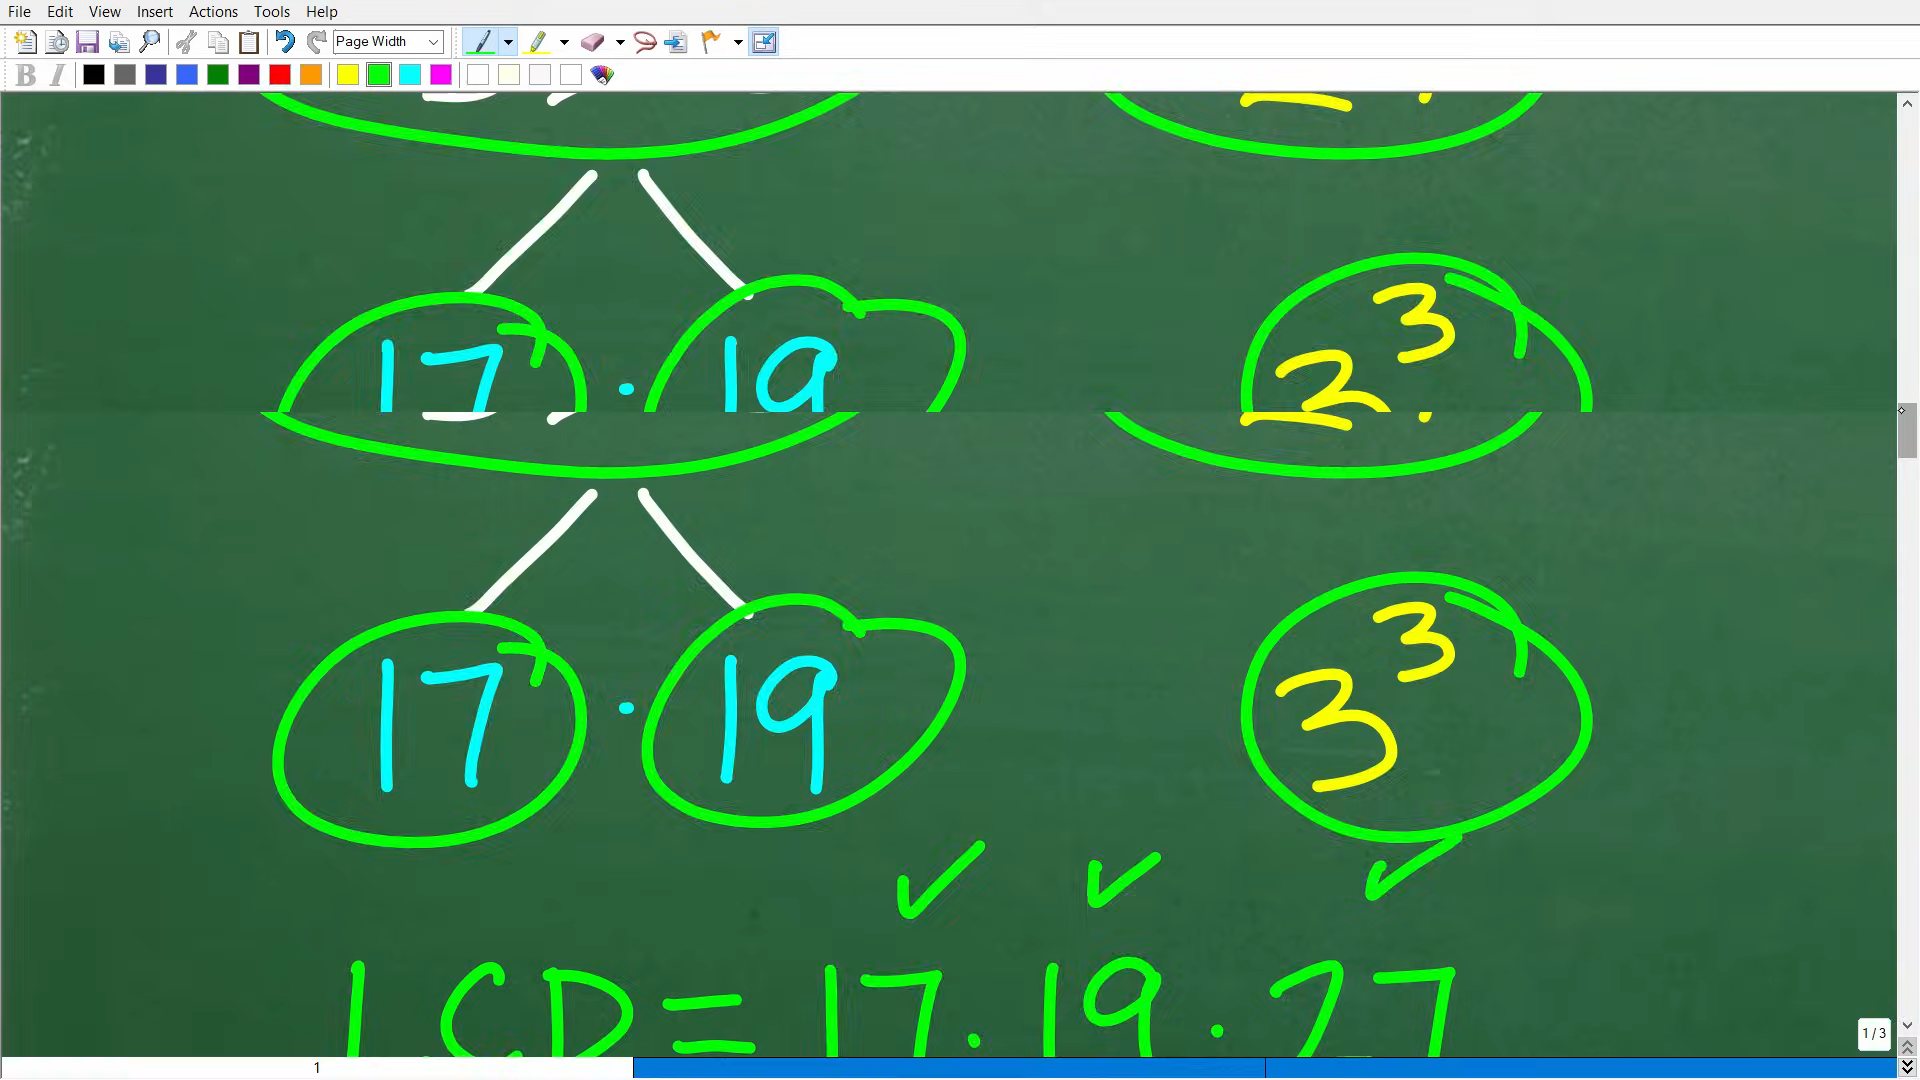 File Edit View Insert Actions Tools Help
Page Width
B I
17 · 19
17 · 19
3³
LCD = 17 · 19 · 27
1 / 3
1